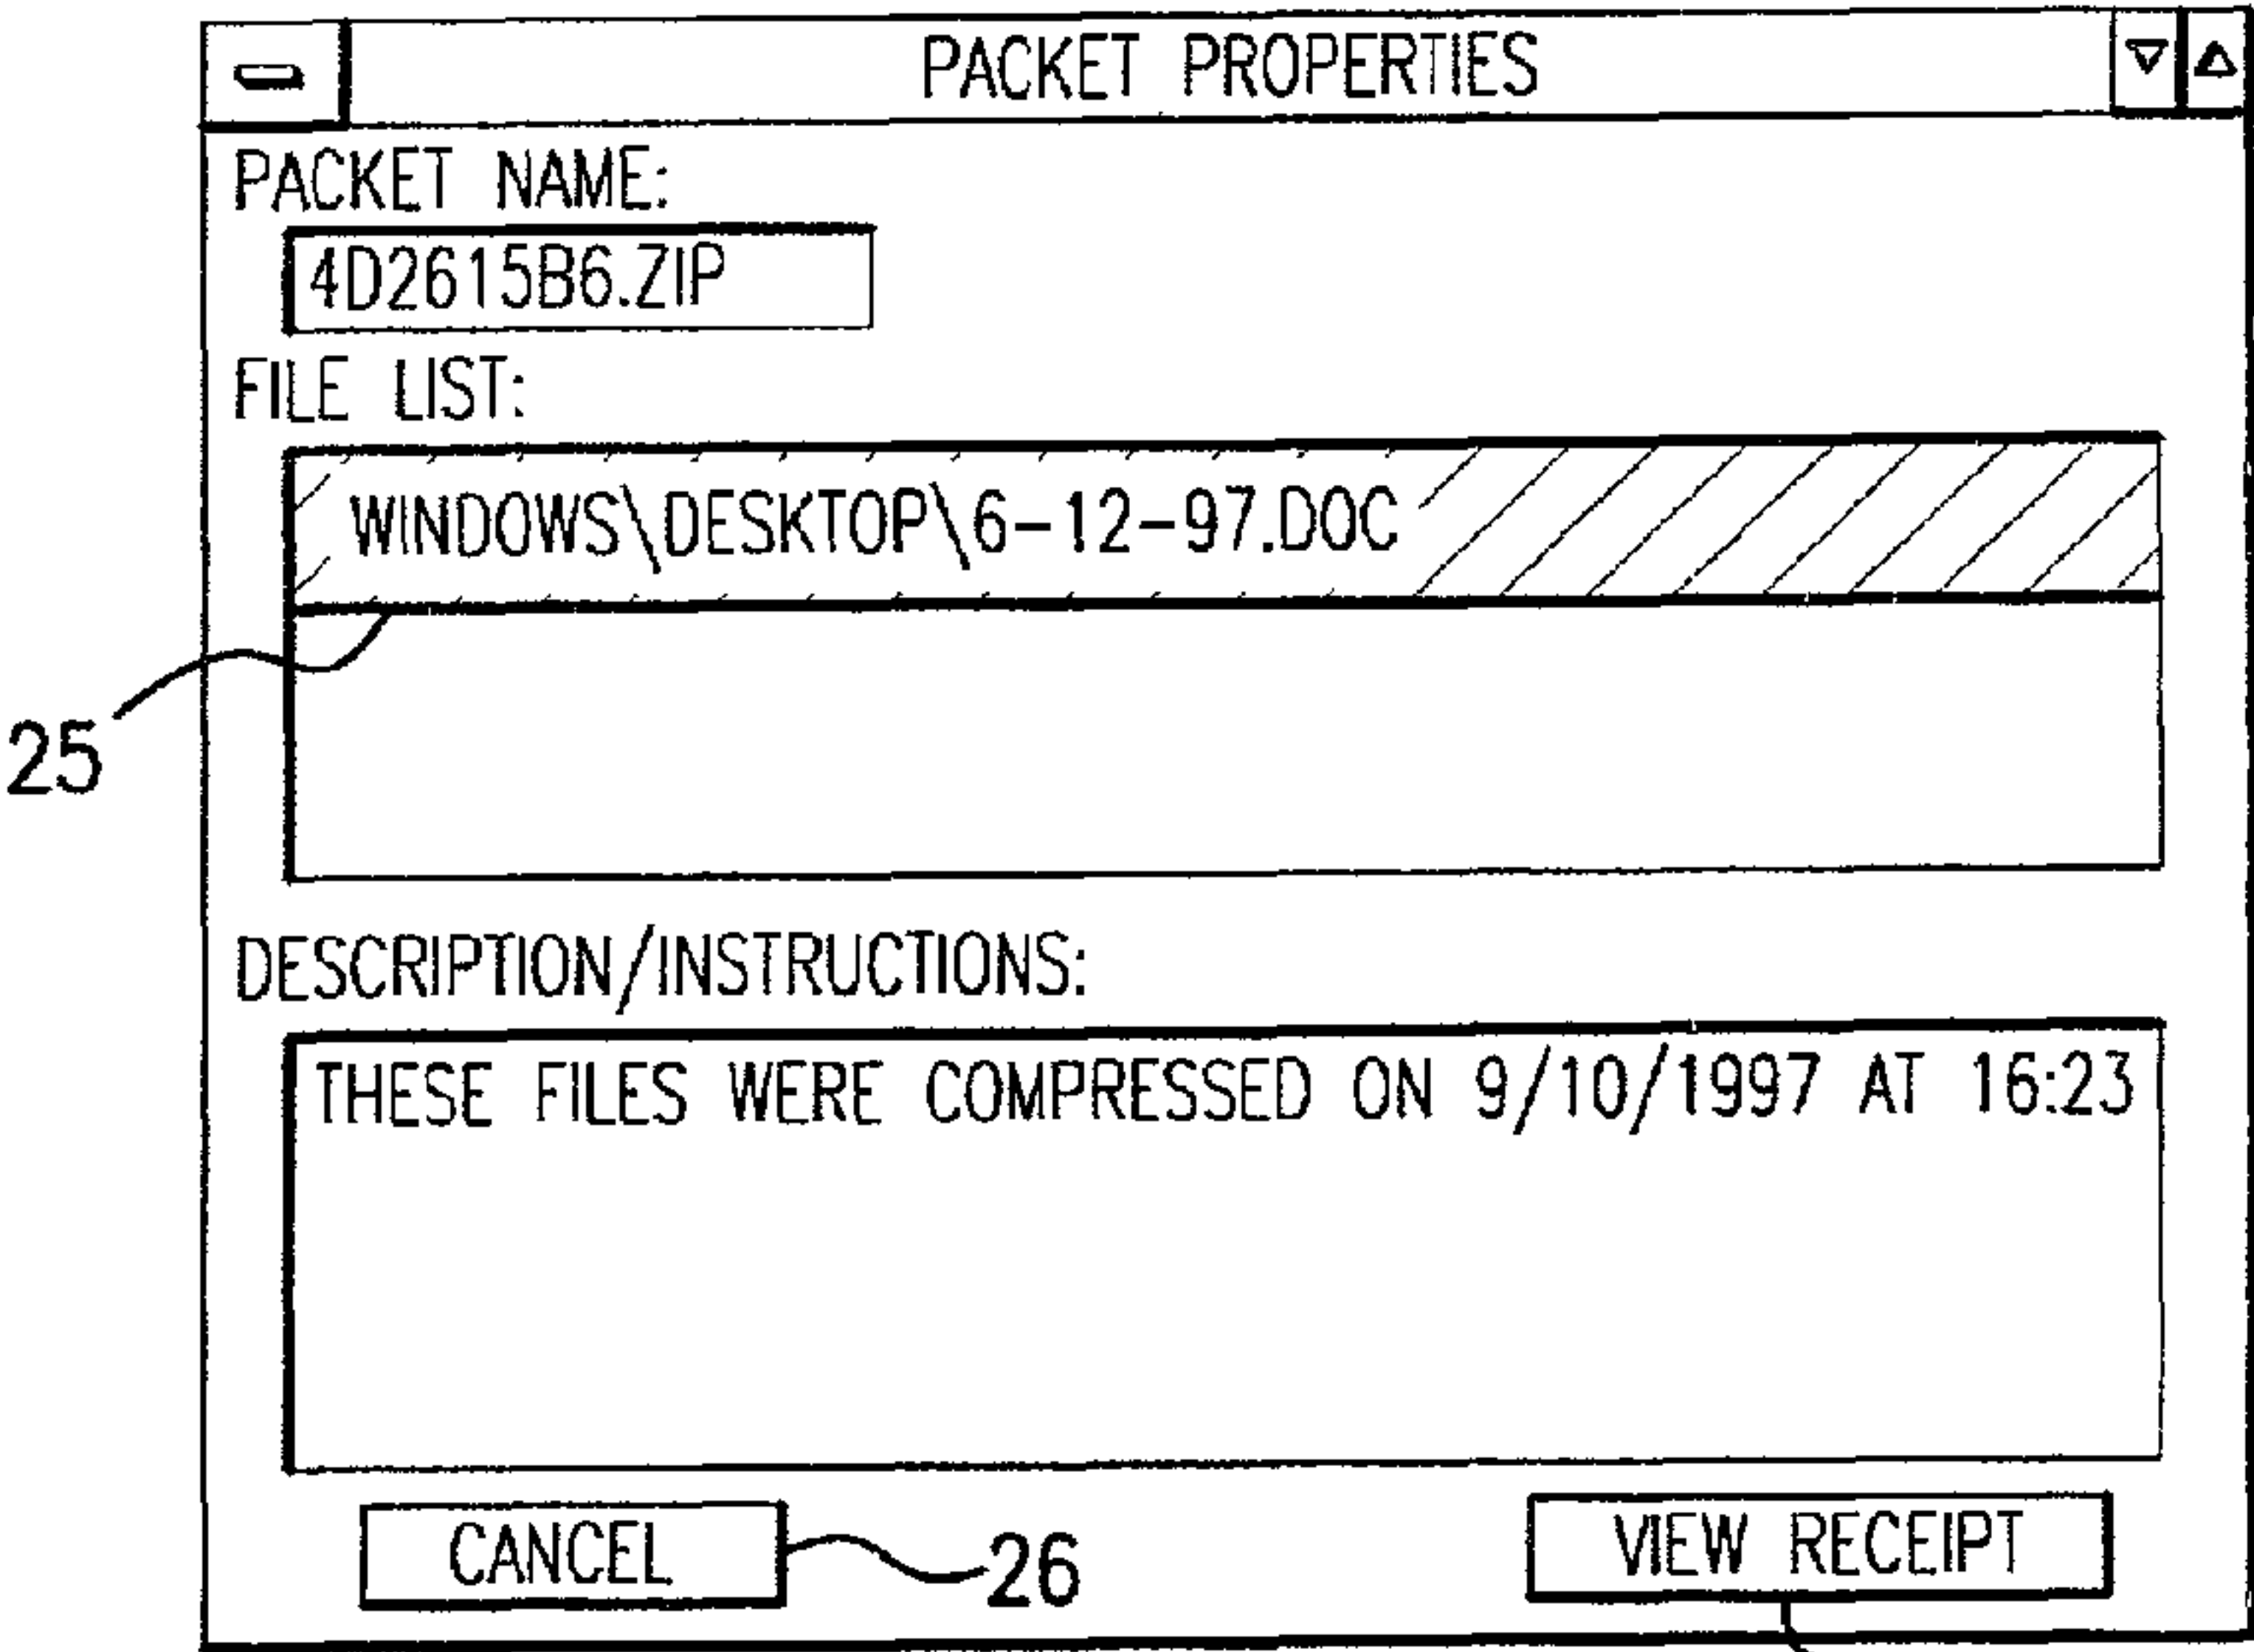 PACKET PROPERTIES
PACKET NAME:
4D2615B6.ZIP
FILE LIST:
WINDOWS\DESKTOP\6-12-97.DOC
25
DESCRIPTION/INSTRUCTIONS:
THESE FILES WERE COMPRESSED ON 9/10/1997 AT 16:23
CANCEL 26 VIEW RECEIPT